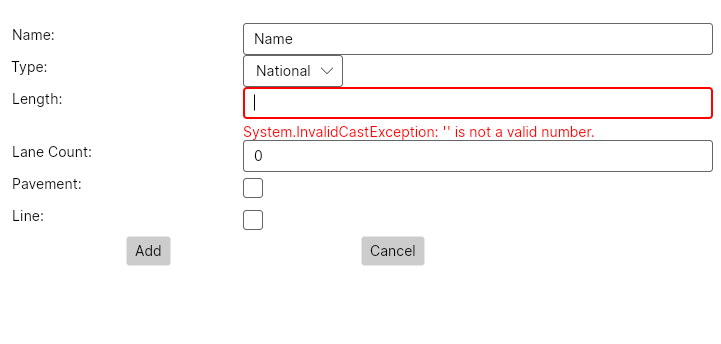 Name: Name
Type: National
Length:
System.InvalidCastException: '' is not a valid number.
Lane Count: 0
Pavement:
Line:
Add Cancel